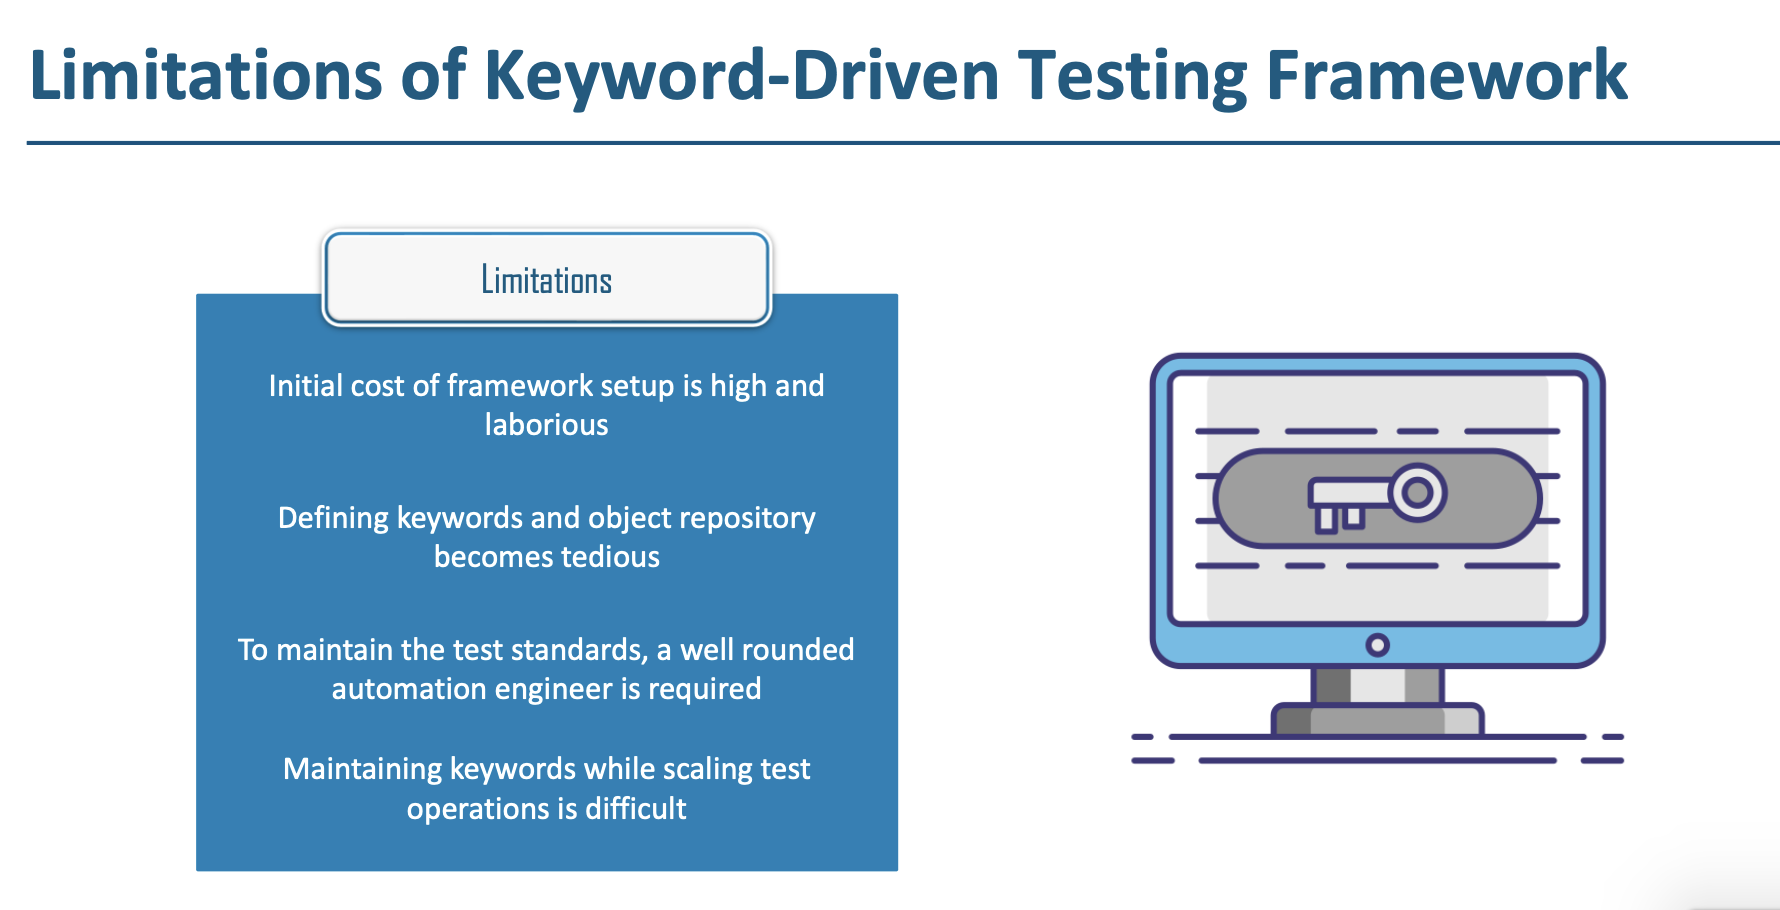 Limitations of Keyword-Driven Testing Framework
Limitations
Initial cost of framework setup is high and
laborious
Defining keywords and object repository
becomes tedious
To maintain the test standards, a well rounded
automation engineer is required
Maintaining keywords while scaling test
operations is difficult